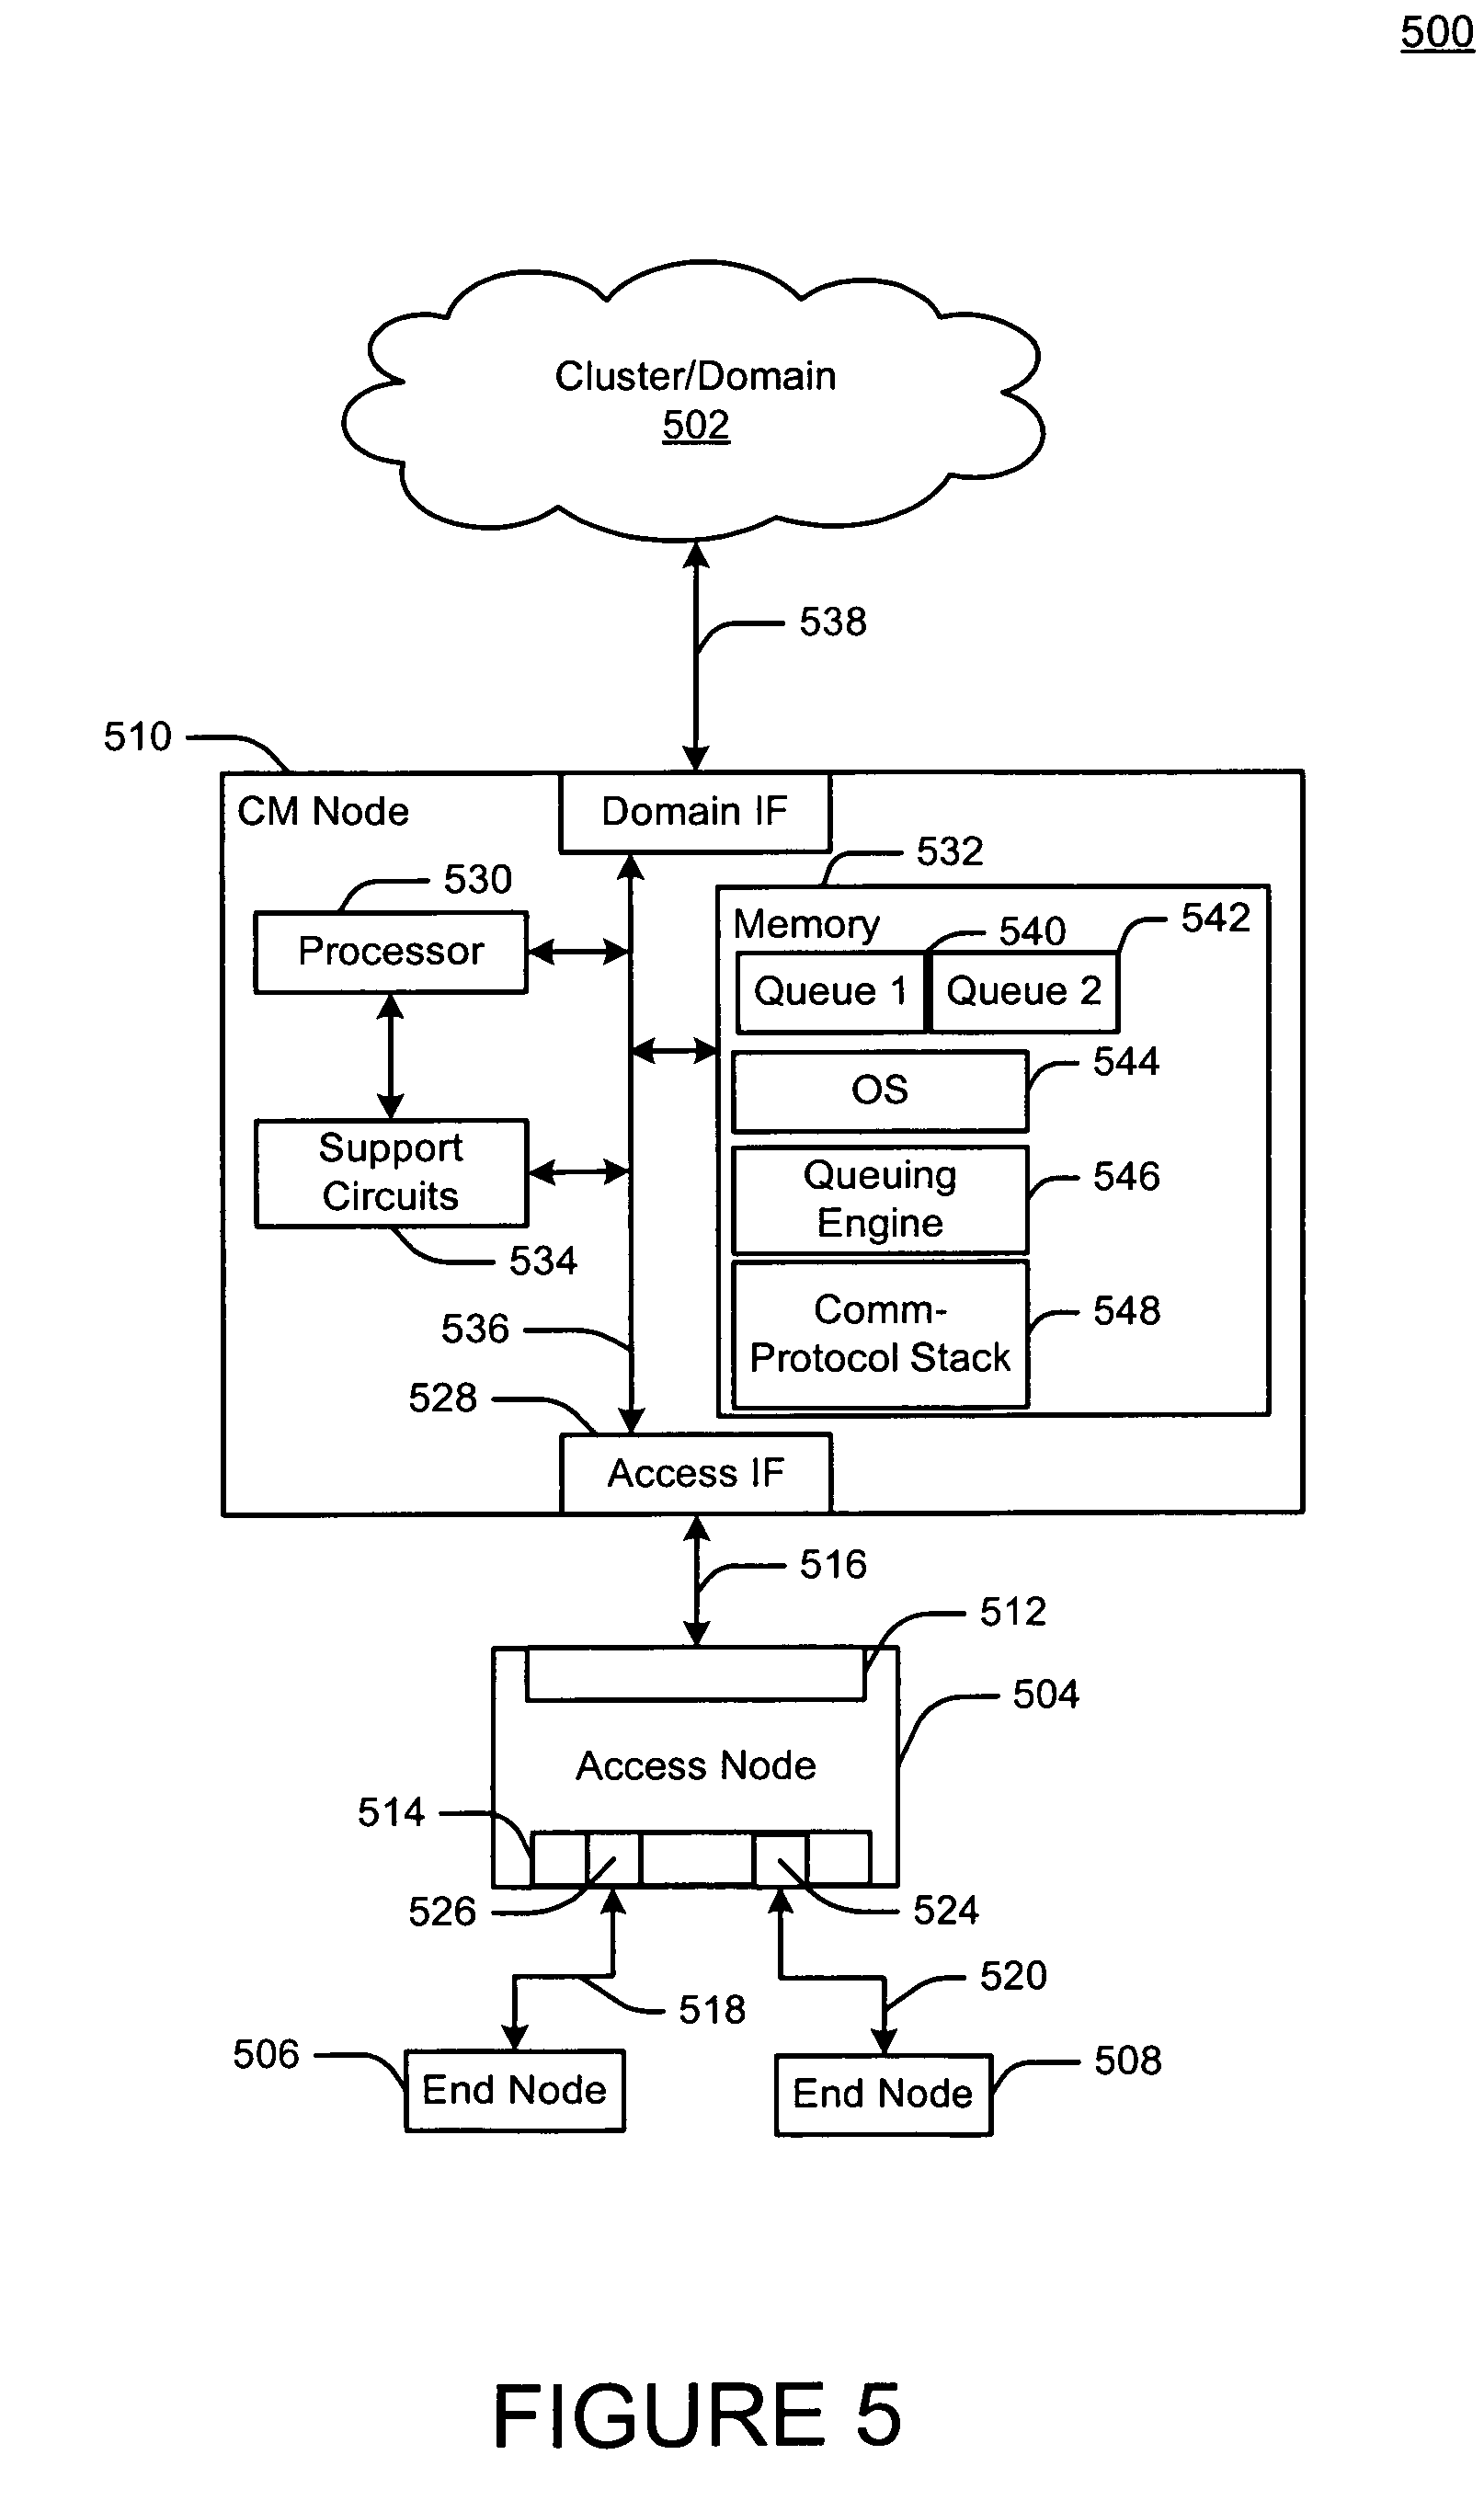 500
Cluster/Domain
502
538
510
CM Node
Domain IF
532
530
Processor
Memory
540
542
Queue 1
Queue 2
OS
544
Support
Circuits
534
Queuing
Engine
546
Comm-
Protocol Stack
548
536
528
Access IF
516
512
504
Access Node
514
526
524
518
520
506
End Node
508
End Node
FIGURE 5